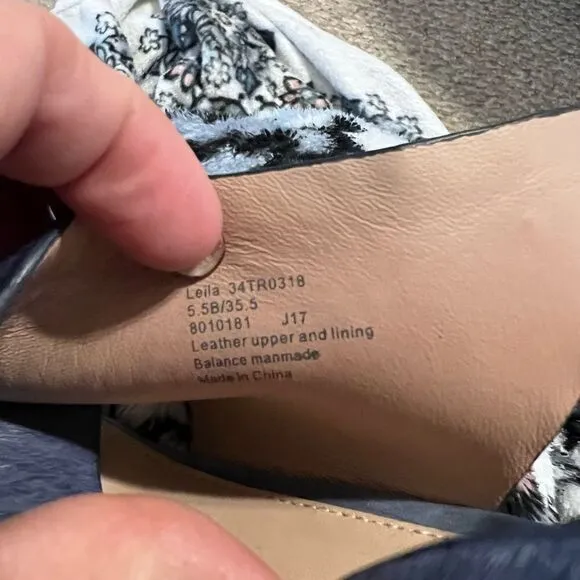 Leila 34TR0318
5.5B/35.5
8010181 J17
Leather upper and lining
Balance manmade
Made in China